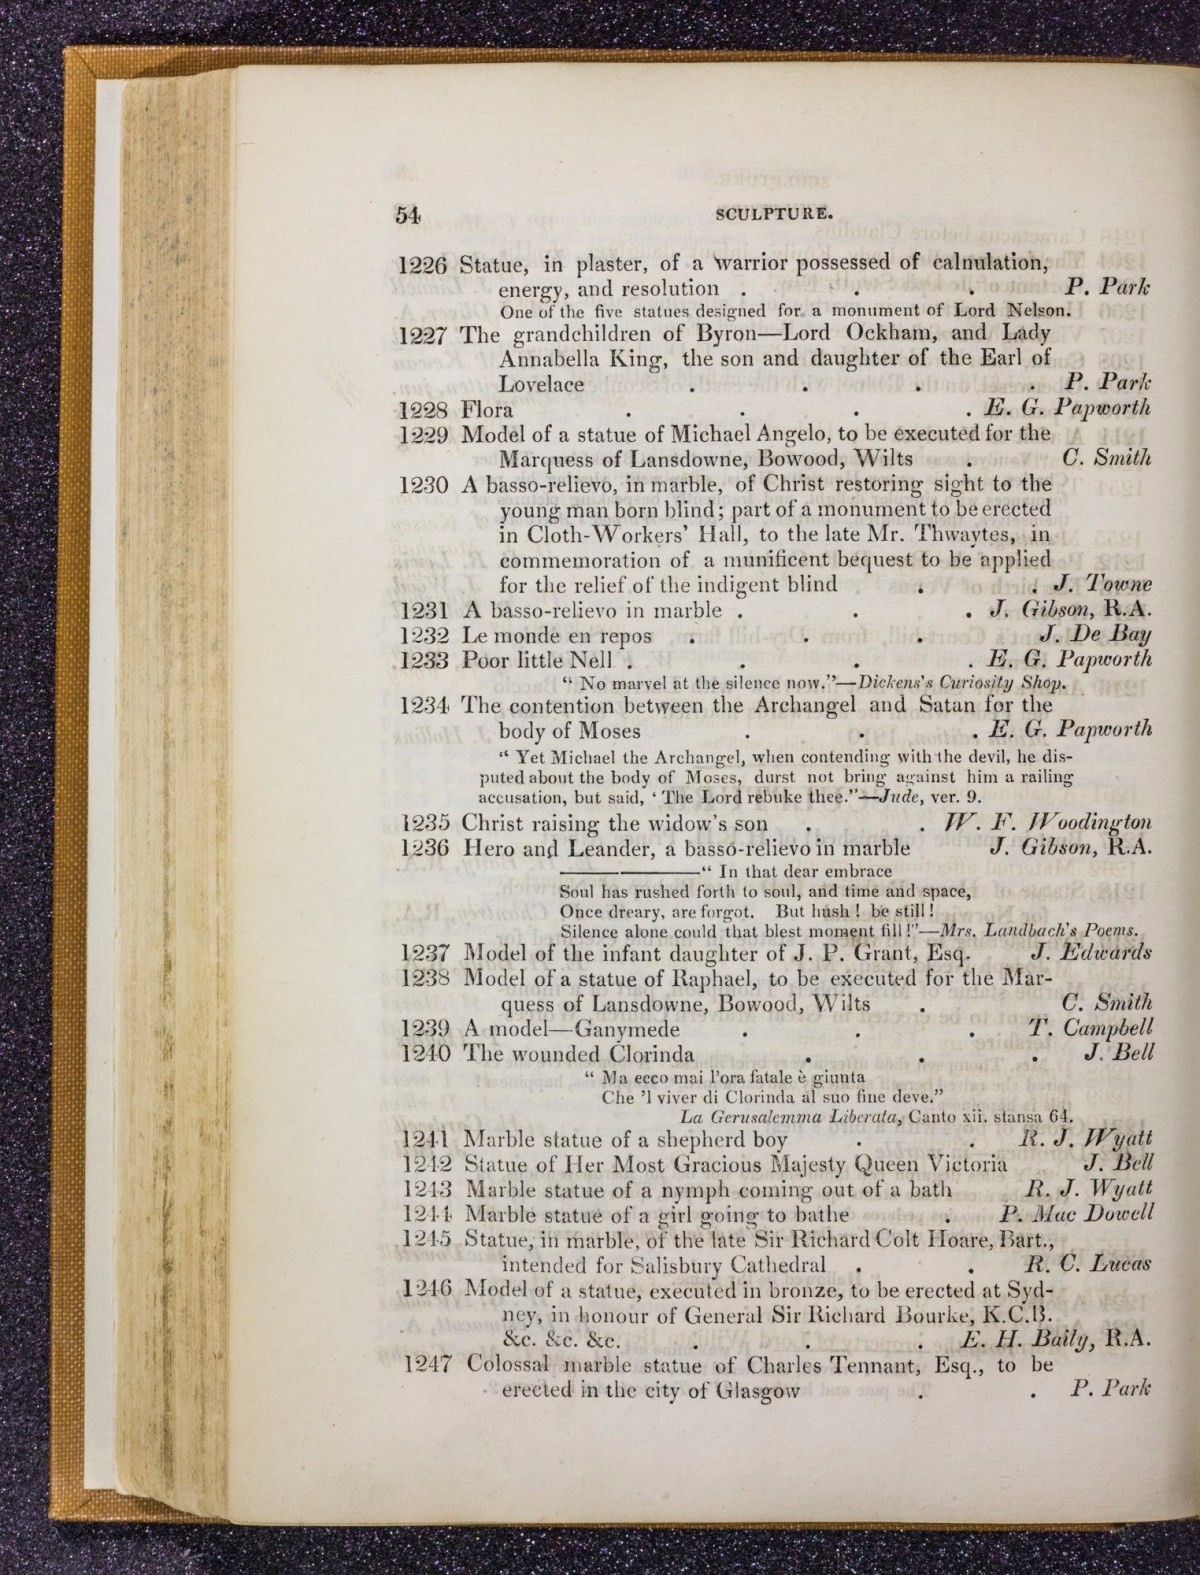 54 SCULPTURE.
1226 Statue, in plaster, of a warrior possessed of calnulation,
energy, and resolution . . . P. Park
One of the five statues designed for a monument of Lord Nelson.
1227 The grandchildren of Byron—Lord Ockham, and Lady
Annabella King, the son and daughter of the Earl of
Lovelace . . . . P. Park
1228 Flora . . . . E. G. Papworth
1229 Model of a statue of Michael Angelo, to be executed for the
Marquess of Lansdowne, Bowood, Wilts . C. Smith
1230 A basso-relievo, in marble, of Christ restoring sight to the
young man born blind; part of a monument to be erected
in Cloth-Workers' Hall, to the late Mr. Thwaytes, in
commemoration of a munificent bequest to be applied
for the relief of the indigent blind . . J. Towne
1231 A basso-relievo in marble . . . J. Gibson, R.A.
1232 Le monde en repos . . . J. De Bay
1233 Poor little Nell . . . . E. G. Papworth
“ No marvel at the silence now.”—Dickens's Curiosity Shop.
1234 The contention between the Archangel and Satan for the
body of Moses . . . E. G. Papworth
“ Yet Michael the Archangel, when contending with the devil, he dis-
puted about the body of Moses, durst not bring against him a railing
accusation, but said, ‘ The Lord rebuke thee.”—Jude, ver. 9.
1235 Christ raising the widow's son . . W. F. Woodington
1236 Hero and Leander, a basso-relievo in marble J. Gibson, R.A.
——————“ In that dear embrace
Soul has rushed forth to soul, and time and space,
Once dreary, are forgot. But hush ! be still !
Silence alone could that blest moment fill !”—Mrs. Landbach's Poems.
1237 Model of the infant daughter of J. P. Grant, Esq. J. Edwards
1238 Model of a statue of Raphael, to be executed for the Mar-
quess of Lansdowne, Bowood, Wilts . C. Smith
1239 A model—Ganymede . . . T. Campbell
1240 The wounded Clorinda . . . J. Bell
“ Ma ecco mai l'ora fatale è giunta
Che 'l viver di Clorinda al suo fine deve.”
La Gerusalemma Liberata, Canto xii. stansa 64.
1241 Marble statue of a shepherd boy . . R. J. Wyatt
1242 Statue of Her Most Gracious Majesty Queen Victoria J. Bell
1243 Marble statue of a nymph coming out of a bath R. J. Wyatt
1244 Marble statue of a girl going to bathe . P. Mac Dowell
1245 Statue, in marble, of the late Sir Richard Colt Hoare, Bart.,
intended for Salisbury Cathedral . . R. C. Lucas
1246 Model of a statue, executed in bronze, to be erected at Syd-
ney, in honour of General Sir Richard Bourke, K.C.B.
&c. &c. &c. . . . E. H. Baily, R.A.
1247 Colossal marble statue of Charles Tennant, Esq., to be
erected in the city of Glasgow . . P. Park